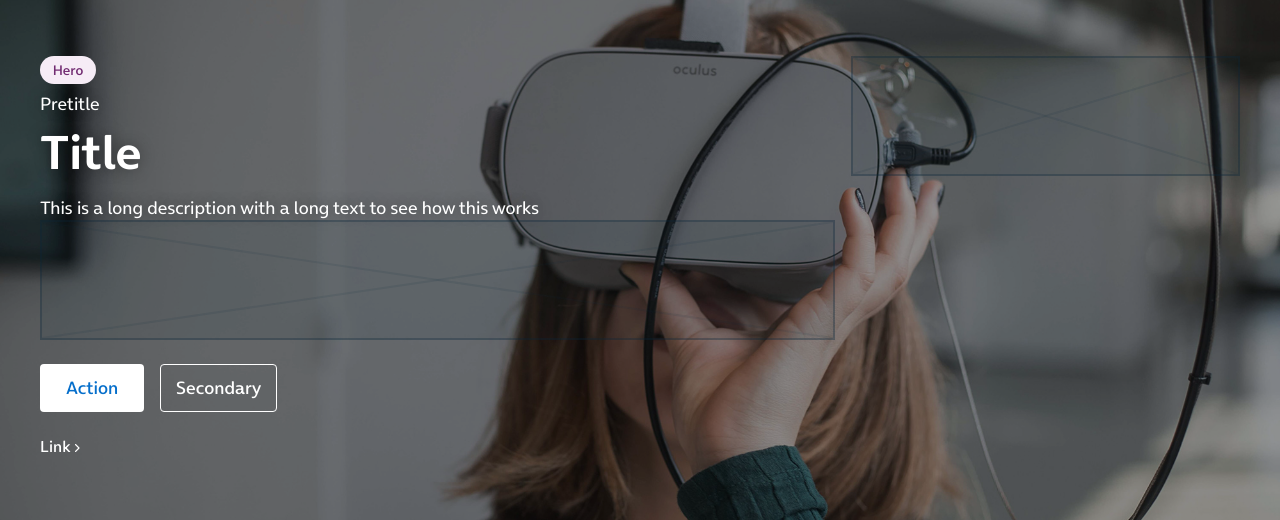 Hero
oculus
Pretitle
Title
This is a long description with a long text to see how this works
Action
Secondary
Link